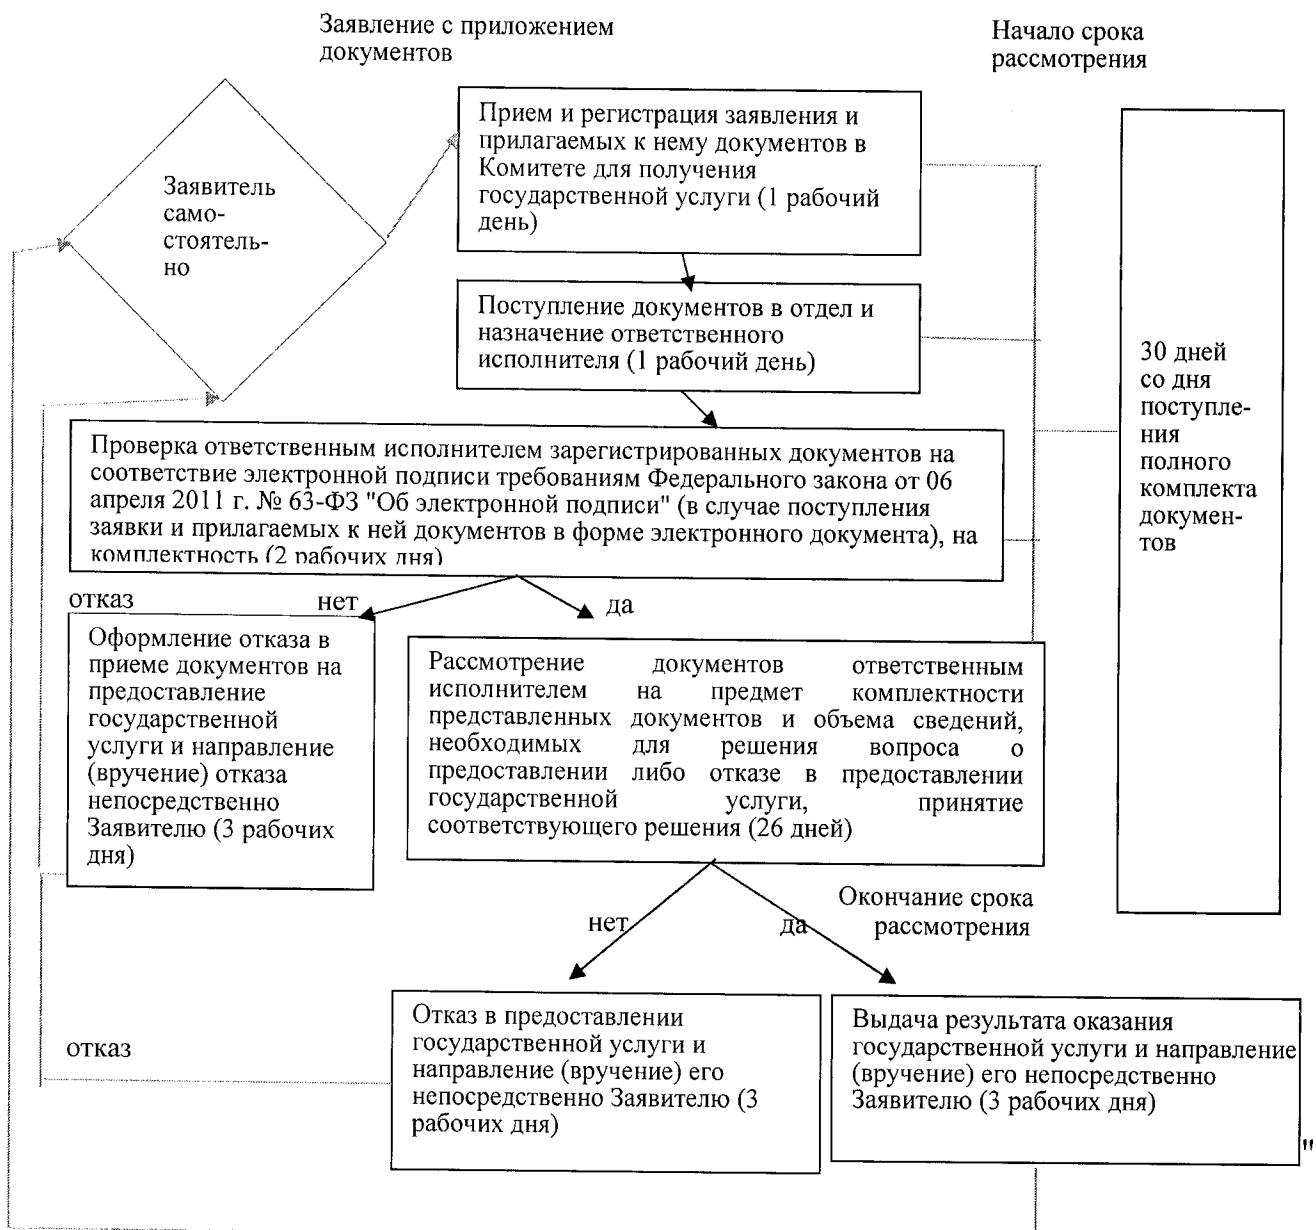 Заявление с приложением
документов
Начало срока
рассмотрения
Прием и регистрация заявления и
прилагаемых к нему документов в
Комитете для получения
государственной услуги (1 рабочий
день)
Заявитель
само-
стоятель-
но
Поступление документов в отдел и
назначение ответственного
исполнителя (1 рабочий день)
30 дней
со дня
поступле-
ния
полного
комплекта
докумен-
тов
Проверка ответственным исполнителем зарегистрированных документов на
соответствие электронной подписи требованиям Федерального закона от 06
апреля 2011 г. № 63-ФЗ "Об электронной подписи" (в случае поступления
заявки и прилагаемых к ней документов в форме электронного документа), на
комплектность (2 рабочих дня)
отказ
нет
да
Оформление отказа в
приеме документов на
предоставление
государственной
услуги и направление
(вручение) отказа
непосредственно
Заявителю (3 рабочих
дня)
Рассмотрение документов ответственным
исполнителем на предмет комплектности
представленных документов и объема сведений,
необходимых для решения вопроса о
предоставлении либо отказе в предоставлении
государственной услуги, принятие
соответствующего решения (26 дней)
Окончание срока
рассмотрения
нет
да
отказ
Отказ в предоставлении
государственной услуги и
направление (вручение) его
непосредственно Заявителю (3
рабочих дня)
Выдача результата оказания
государственной услуги и направление
(вручение) его непосредственно
Заявителю (3 рабочих дня)
"